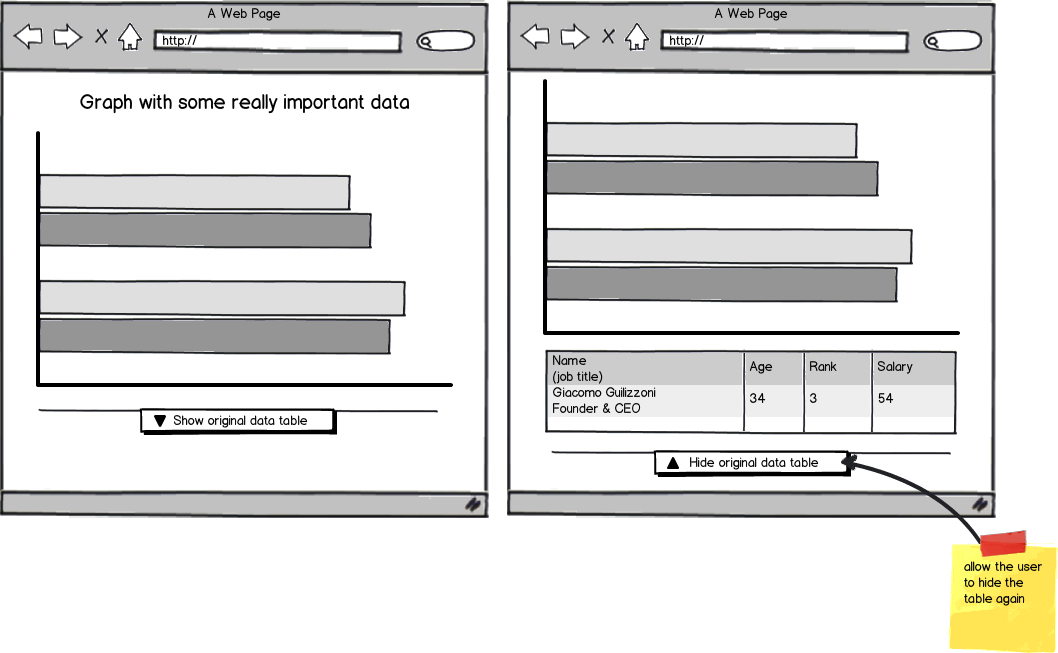 A Web Page
http://
Graph with some really important data
▼ Show original data table
A Web Page
http://
Name Age Rank Salary
(job title)
Giacomo Guilizzoni 34 3 54
Founder & CEO
▲ Hide original data table
allow the user
to hide the
table again